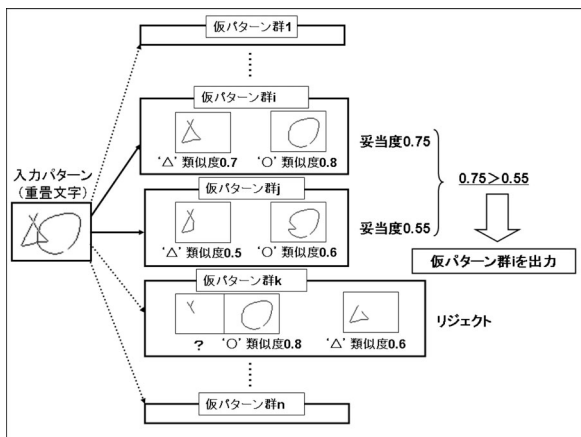 仮パターン群1
仮パターン群i
'△' 類似度0.7
'○' 類似度0.8
妥当度0.75
入力パターン
(重畳文字)
0.75>0.55
仮パターン群j
'△' 類似度0.5
'○' 類似度0.6
妥当度0.55
仮パターン群iを出力
仮パターン群k
?
'○' 類似度0.8
'△' 類似度0.6
リジェクト
仮パターン群n